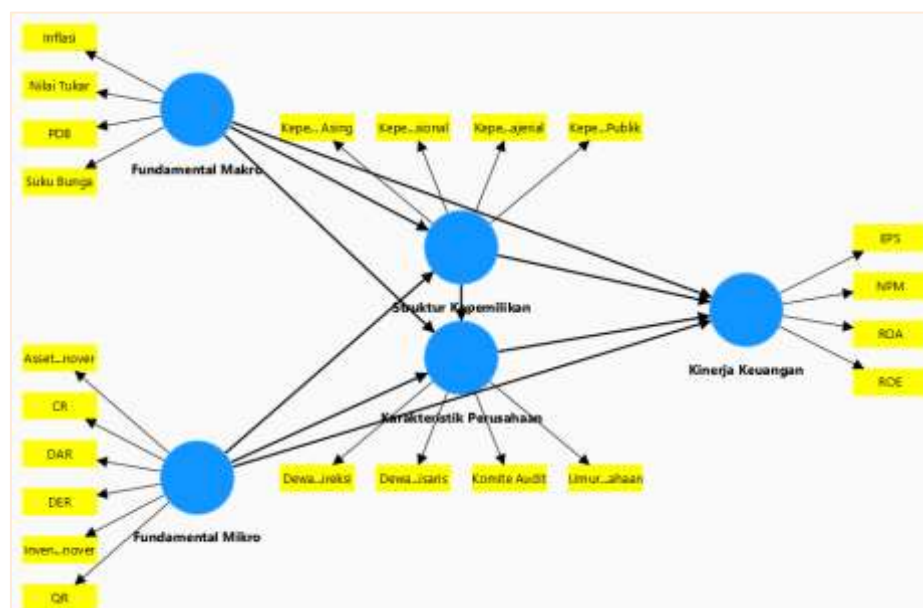 Inflasi
Nilai Tukar
PDB
Suku Bunga
Fundamental Makro
Kepe... Asing
Kepe...sional
Kepe...ajerial
Kepe...Publik
Struktur Kepemilikan
EPS
NPM
ROA
ROE
Kinerja Keuangan
Asset...nover
CR
DAR
DER
Inven...nover
QR
Fundamental Mikro
Karakteristik Perusahaan
Dewa...ireksi
Dewa...isaris
Komite Audit
Umur...ahaan